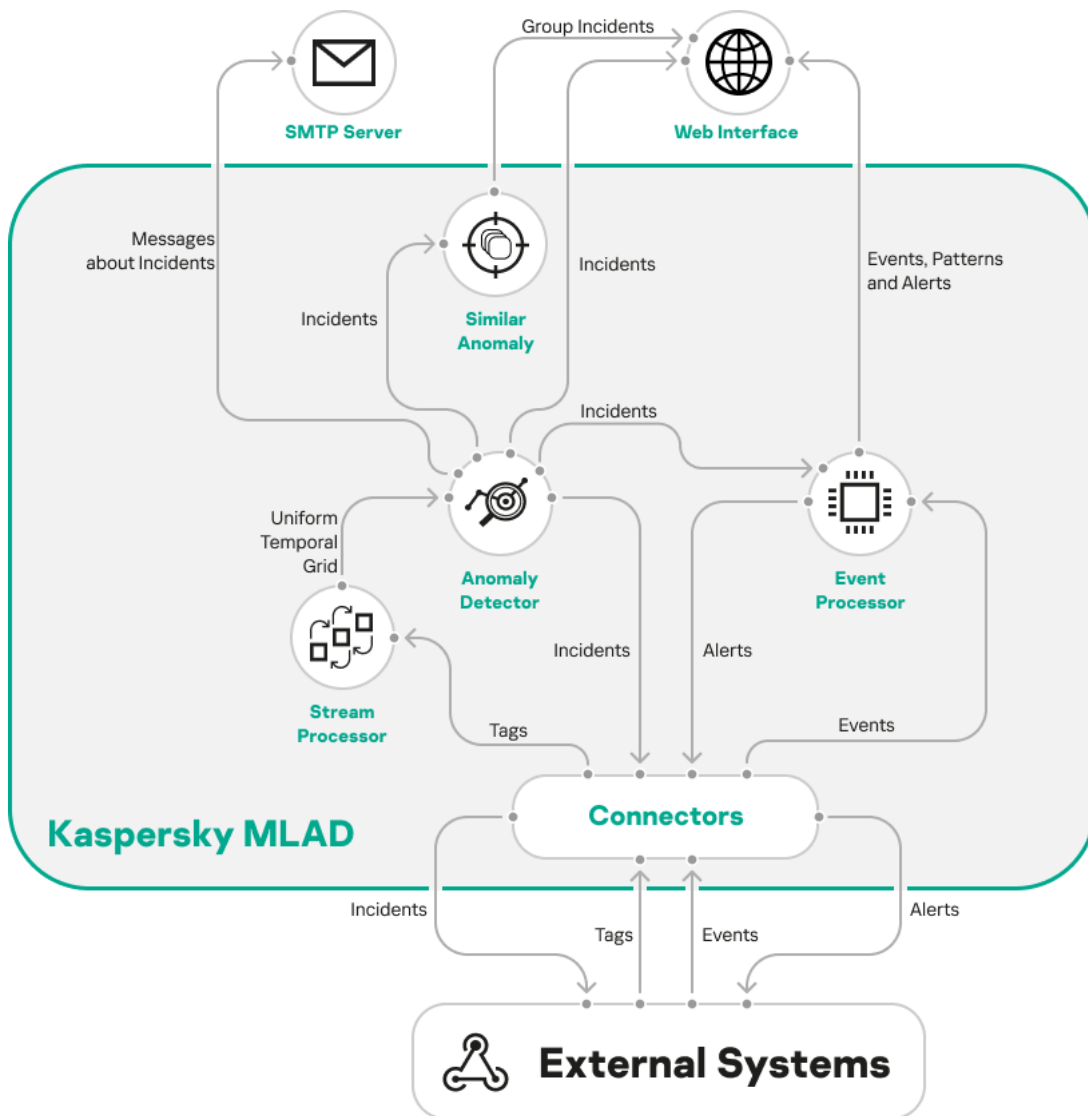 Group Incidents
SMTP Server
Web Interface
Messages
about Incidents
Incidents
Events, Patterns
and Alerts
Incidents
Similar
Anomaly
Incidents
Uniform
Temporal
Grid
Anomaly
Detector
Event
Processor
Incidents
Alerts
Stream
Processor
Tags
Events
Connectors
Kaspersky MLAD
Incidents
Alerts
Tags
Events
External Systems